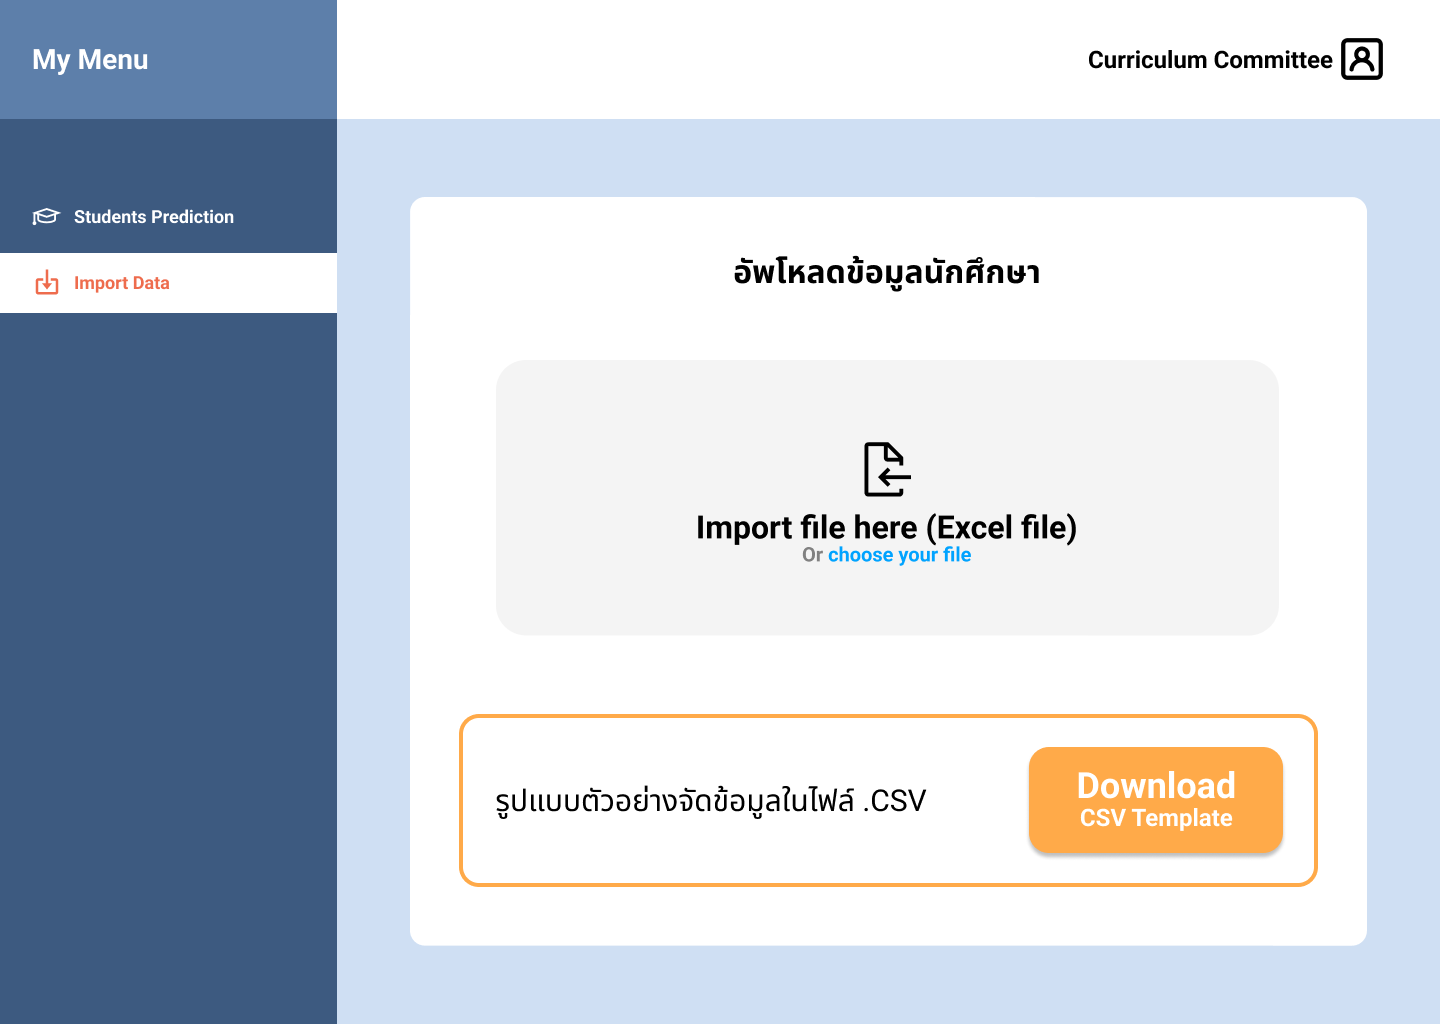 My Menu
Curriculum Committee
Students Prediction
Import Data
อัพโหลดข้อมูลนักศึกษา
Import file here (Excel file)
Or choose your file
รูปแบบตัวอย่างจัดข้อมูลในไฟล์ .CSV
Download
CSV Template